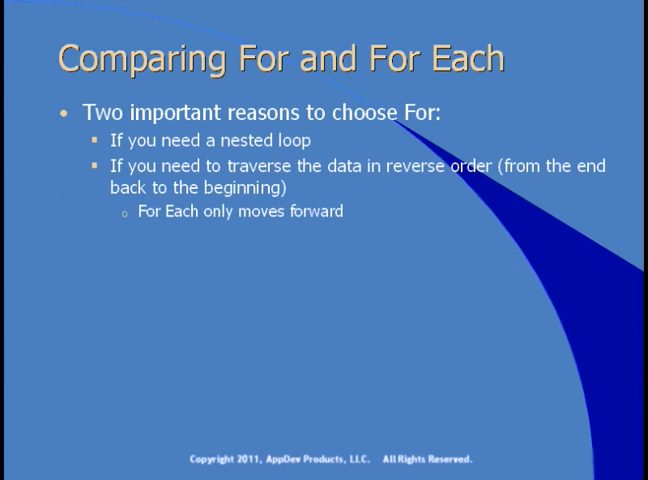 Comparing For and For Each
• Two important reasons to choose For:
▪ If you need a nested loop
▪ If you need to traverse the data in reverse order (from the end
back to the beginning)
o For Each only moves forward
Copyright 2011, AppDev Products, LLC. All Rights Reserved.